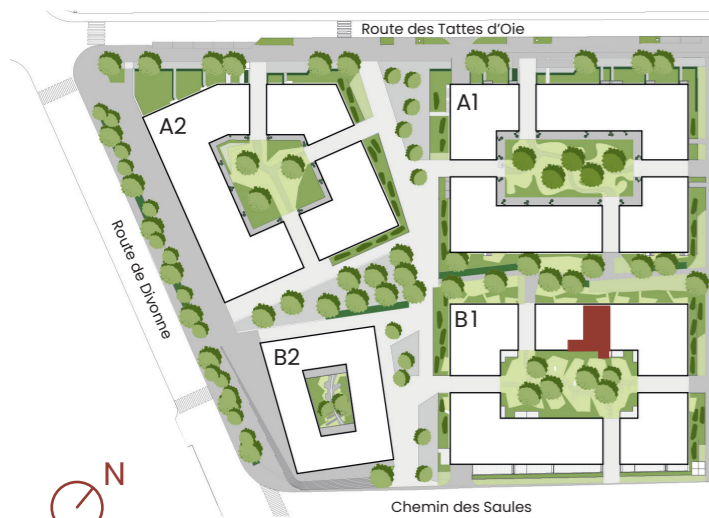 Route des Tattes d'Oie
A2
A1
Route de Divonne
B1
B2
N
Chemin des Saules